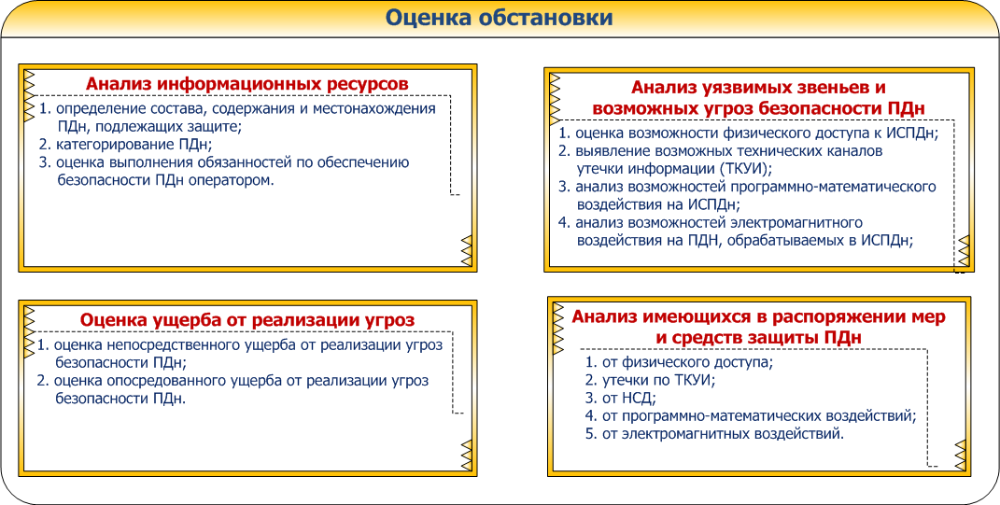 Оценка обстановки
Анализ информационных ресурсов
1. определение состава, содержания и местонахождения
ПДн, подлежащих защите;
2. категорирование ПДн;
3. оценка выполнения обязанностей по обеспечению
безопасности ПДн оператором.
Анализ уязвимых звеньев и
возможных угроз безопасности ПДн
1. оценка возможности физического доступа к ИСПДн;
2. выявление возможных технических каналов
утечки информации (ТКУИ);
3. анализ возможностей программно-математического
воздействия на ИСПДн;
4. анализ возможностей электромагнитного
воздействия на ПДН, обрабатываемых в ИСПДн;
Оценка ущерба от реализации угроз
1. оценка непосредственного ущерба от реализации угроз
безопасности ПДн;
2. оценка опосредованного ущерба от реализации угроз
безопасности ПДн.
Анализ имеющихся в распоряжении мер
и средств защиты ПДн
1. от физического доступа;
2. утечки по ТКУИ;
3. от НСД;
4. от программно-математических воздействий;
5. от электромагнитных воздействий.